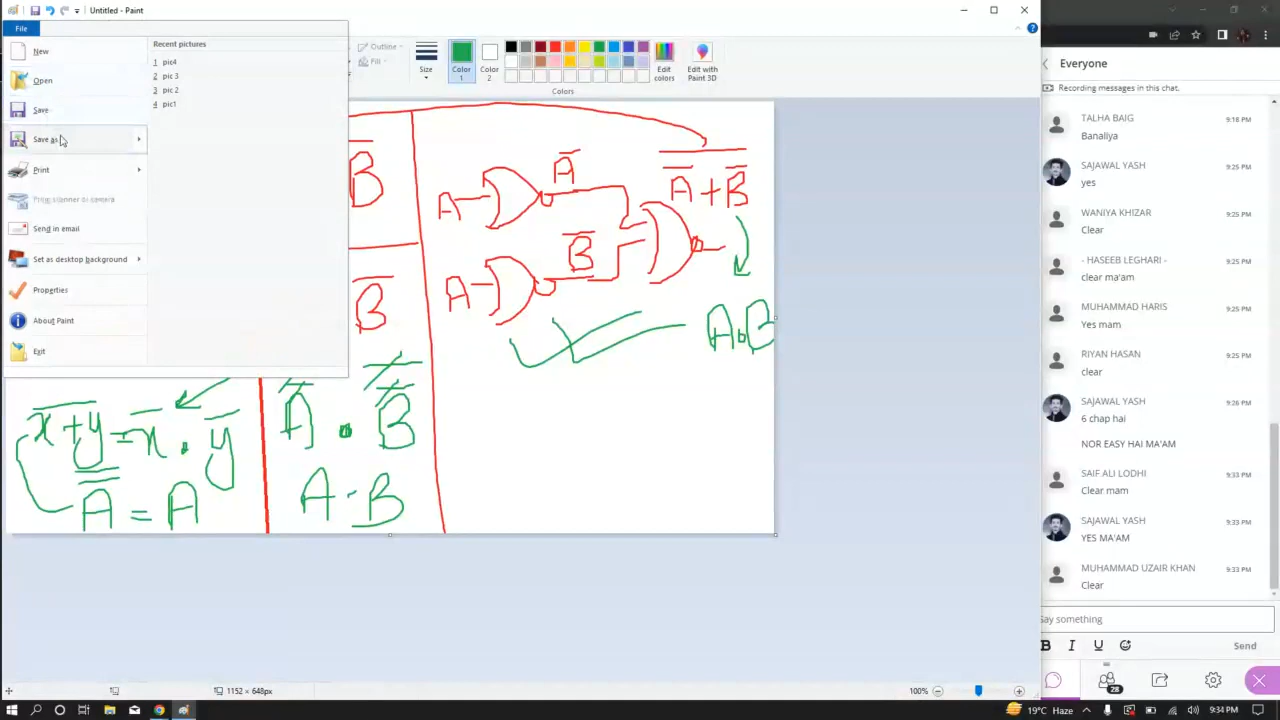 Untitled - Paint
File
New
Open
Save
Save as
Print
From scanner or camera
Send in email
Set as desktop background
Properties
About Paint
Exit
Recent pictures
1 pic4
2 pic 3
3 pic 2
4 pic1
Outline
Fill
Size
Color
1
Color
2
Edit
colors
Edit with
Paint 3D
Colors
B̅
B̅
A
A̅
A
B̅
A̅ + B̅
A.B
x+y = x̅ . y̅
A̿ = A
A̿ . B̿
A . B
1152 × 648px
100%
Everyone
Recording messages in this chat.
TALHA BAIG 9:18 PM
Banaliya
SAJAWAL YASH 9:25 PM
yes
WANIYA KHIZAR 9:25 PM
Clear
- HASEEB LEGHARI - 9:25 PM
clear ma'am
MUHAMMAD HARIS 9:25 PM
Yes mam
RIYAN HASAN 9:25 PM
clear
SAJAWAL YASH 9:26 PM
6 chap hai
NOR EASY HAI MA'AM
SAIF ALI LODHI 9:33 PM
Clear mam
SAJAWAL YASH 9:33 PM
YES MA'AM
MUHAMMAD UZAIR KHAN 9:33 PM
Clear
Say something
B I U
Send
28
19°C Haze
9:34 PM